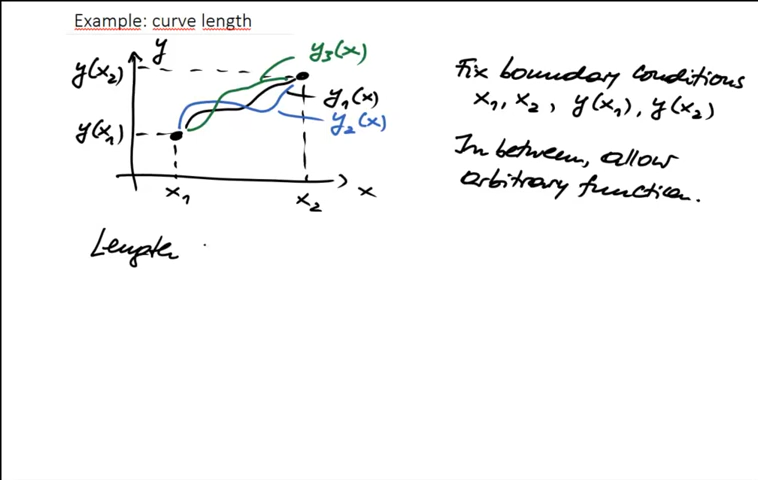 Example: curve length
y
y(x₂)
y₃(x)
y₁(x)
y₂(x)
y(x₁)
x₁
x₂
x
Fix boundary conditions
x₁, x₂, y(x₁), y(x₂)
In between, allow
arbitrary function.
Length